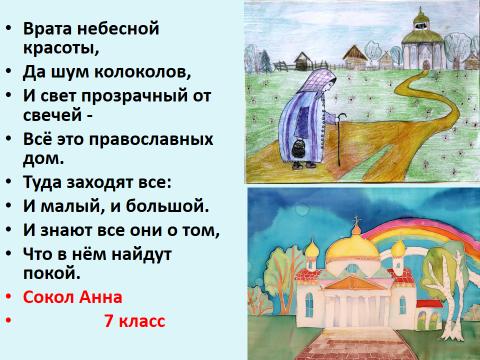 Врата небесной
красоты,
Да шум колоколов,
И свет прозрачный от
свечей -
Всё это православных
дом.
Туда заходят все:
И малый, и большой.
И знают все они о том,
Что в нём найдут
покой.
Сокол Анна
7 класс